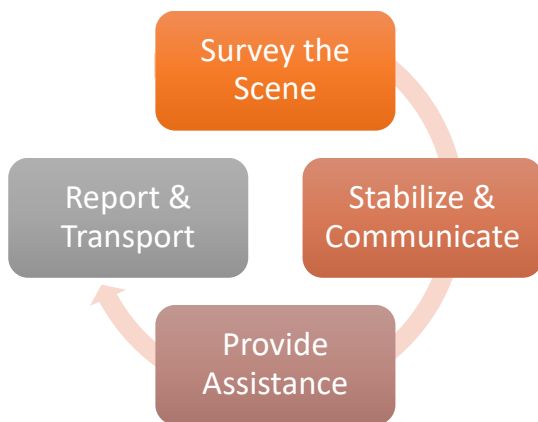 Survey the
Scene
Stabilize &
Communicate
Provide
Assistance
Report &
Transport